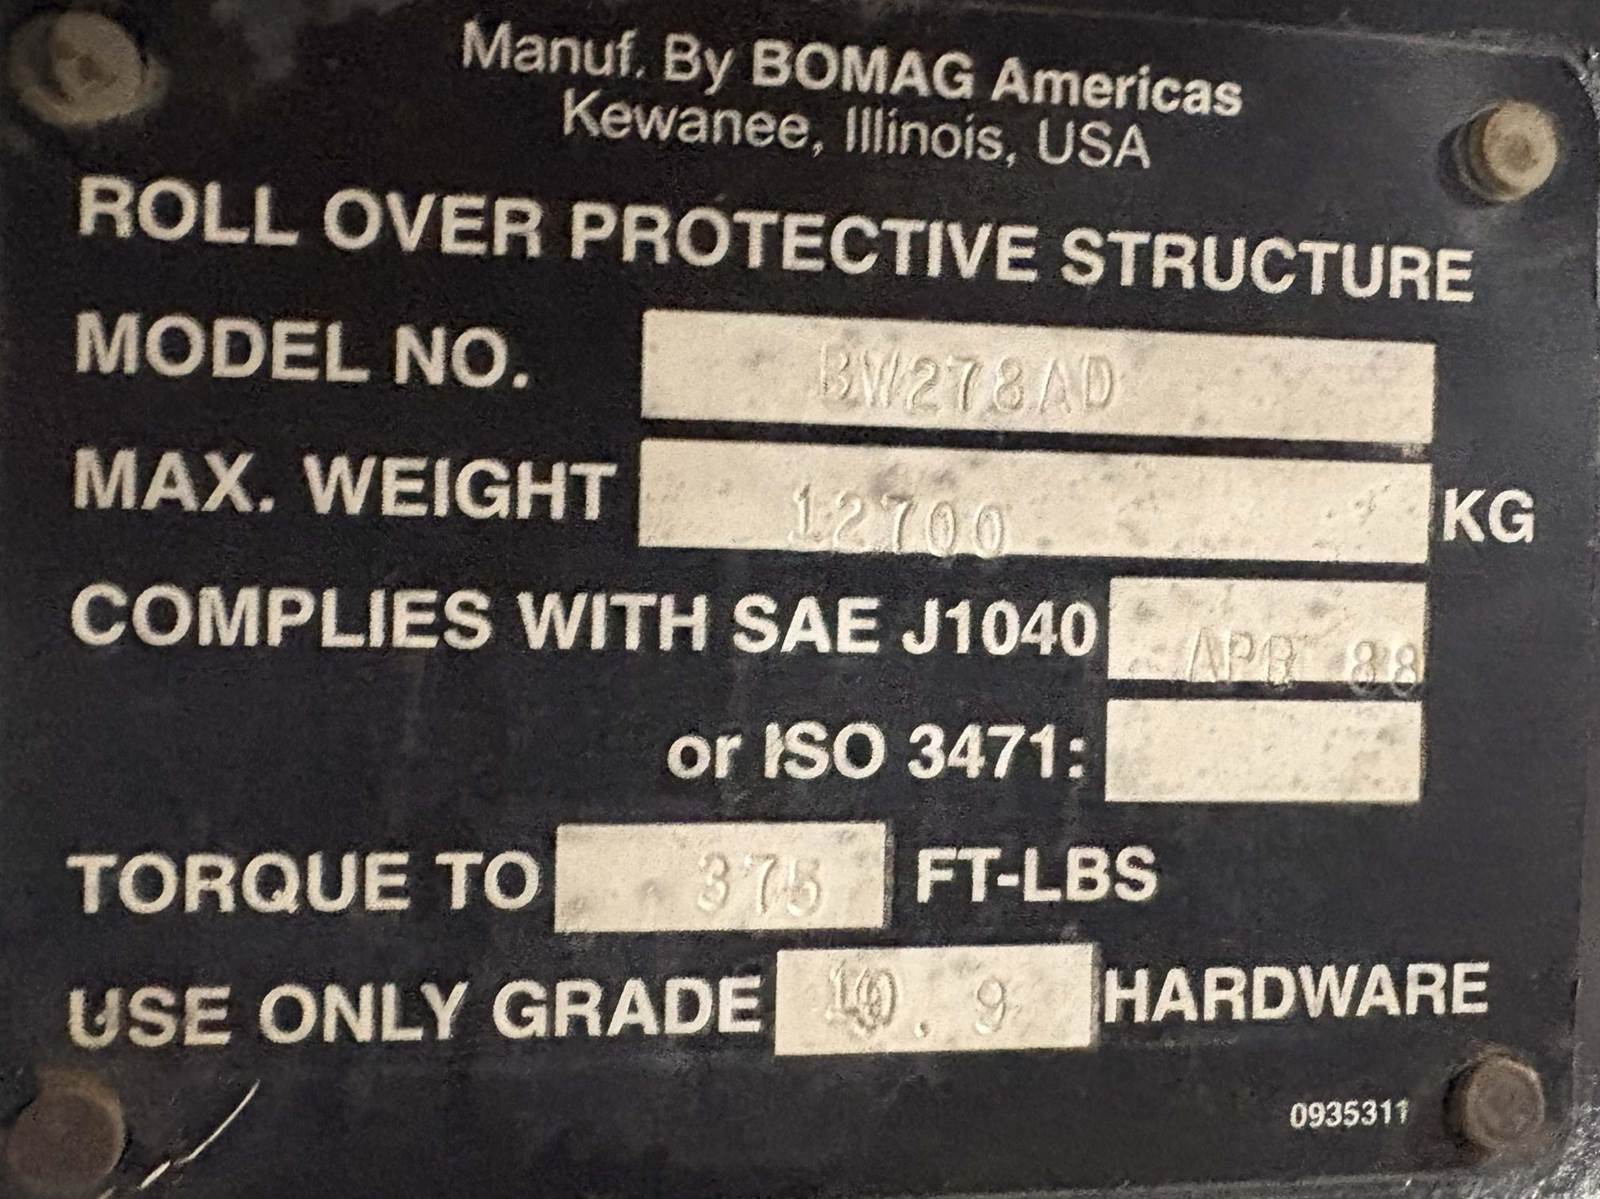 Manuf. By BOMAG Americas
Kewanee, Illinois, USA
ROLL OVER PROTECTIVE STRUCTURE
MODEL NO. BW278AD
MAX. WEIGHT 12700 KG
COMPLIES WITH SAE J1040 APR 88
or ISO 3471:
TORQUE TO 375 FT-LBS
USE ONLY GRADE 10.9 HARDWARE
0935311